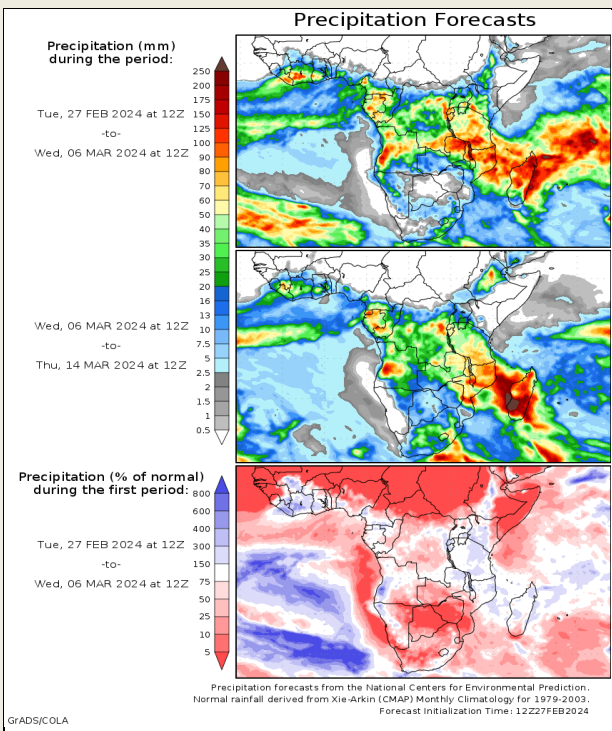 Precipitation Forecasts
Precipitation (mm)
during the period:
Tue, 27 FEB 2024 at 12Z
-to-
Wed, 06 MAR 2024 at 12Z
250
200
175
150
125
100
90
80
70
60
50
40
35
30
25
20
16
13
10
7.5
5
2.5
2
1.5
1
0.5
Wed, 06 MAR 2024 at 12Z
-to-
Thu, 14 MAR 2024 at 12Z
Precipitation (% of normal)
during the first period:
Tue, 27 FEB 2024 at 12Z
-to-
Wed, 06 MAR 2024 at 12Z
800
600
400
300
150
75
50
25
10
5
Precipitation forecasts from the National Centers for Environmental Prediction.
Normal rainfall derived from Xie-Arkin (CMAP) Monthly Climatology for 1979-2003.
Forecast Initialization Time: 12Z27FEB2024
GrADS/COLA